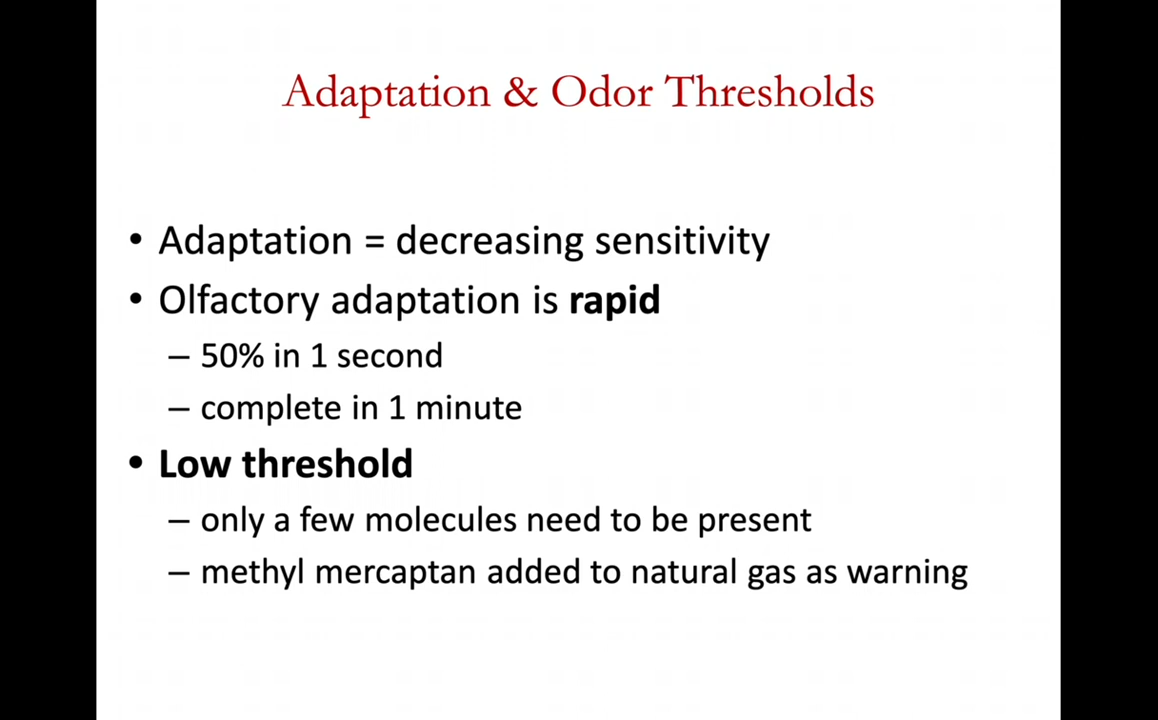 Adaptation & Odor Thresholds
• Adaptation = decreasing sensitivity
• Olfactory adaptation is rapid
– 50% in 1 second
– complete in 1 minute
• Low threshold
– only a few molecules need to be present
– methyl mercaptan added to natural gas as warning